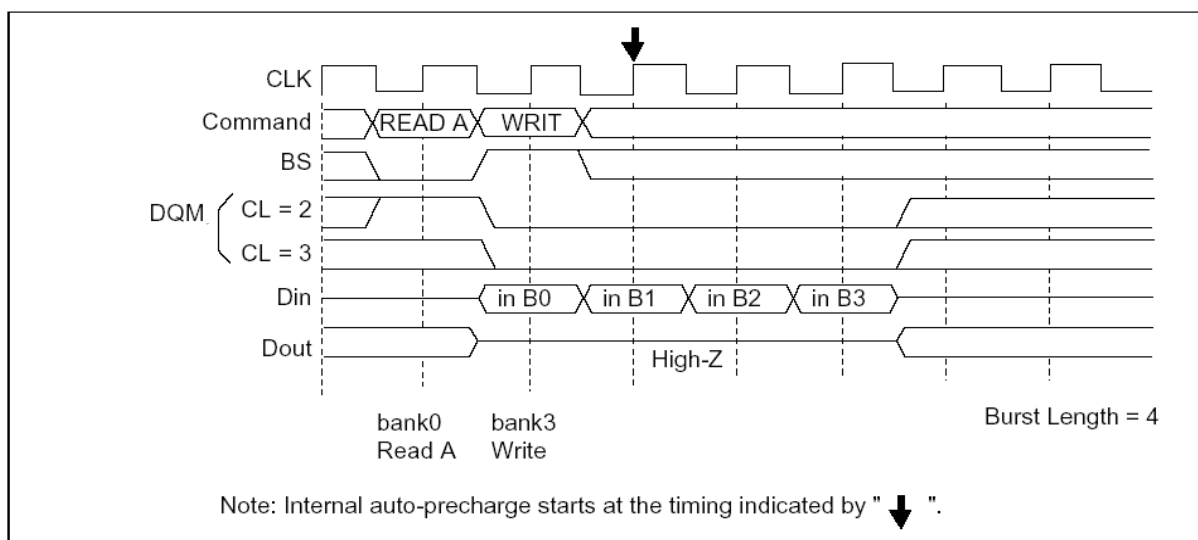 CLK
Command READ A WRIT
BS
DQM CL = 2
CL = 3
Din in B0 in B1 in B2 in B3
Dout High-Z
bank0 bank3 Burst Length = 4
Read A Write
Note: Internal auto-precharge starts at the timing indicated by " ".